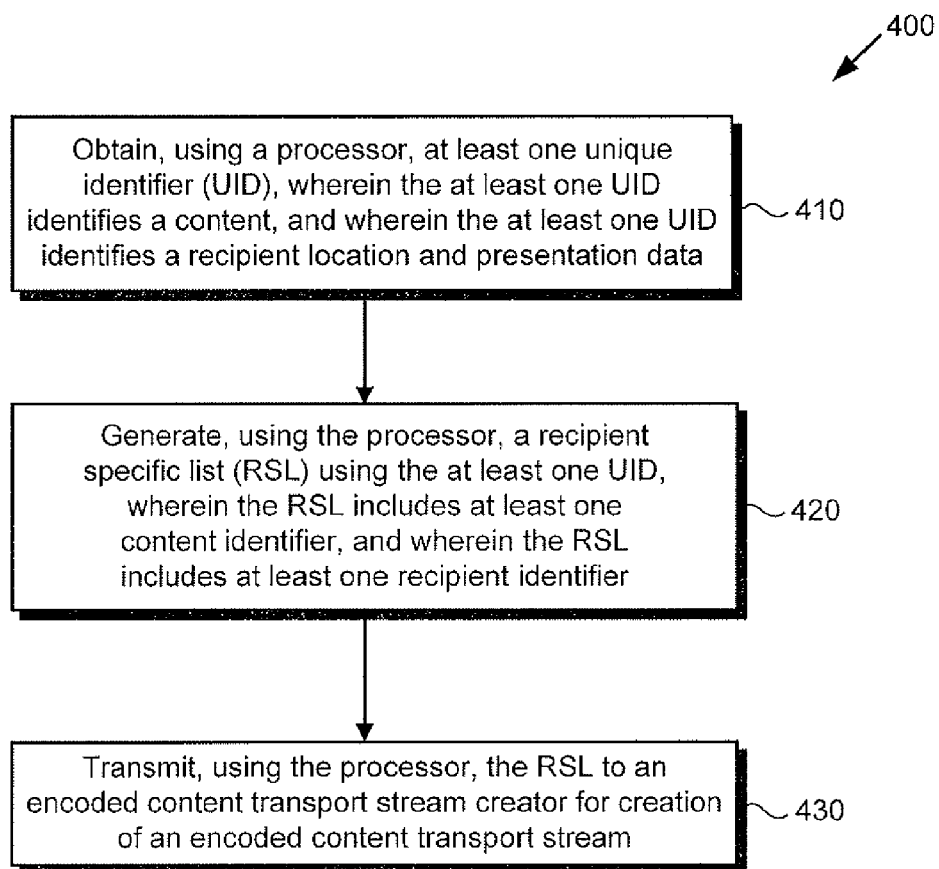 400
Obtain, using a processor, at least one unique
identifier (UID), wherein the at least one UID
identifies a content, and wherein the at least one UID
identifies a recipient location and presentation data
410
Generate, using the processor, a recipient
specific list (RSL) using the at least one UID,
wherein the RSL includes at least one
content identifier, and wherein the RSL
includes at least one recipient identifier
420
Transmit, using the processor, the RSL to an
encoded content transport stream creator for creation
of an encoded content transport stream
430